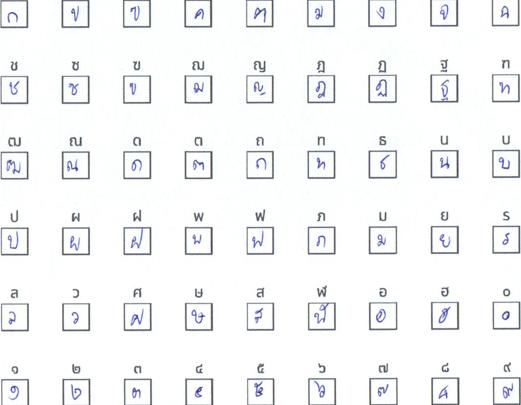 ก ข ฃ ค ฅ ฆ ง จ ฉ
ช ซ ฃ ฌ ญ ฎ ฏ ฐ ฑ
ช ซ ฃ ฌ ญ ฎ ฏ ฐ ฑ
ฒ ณ ด ต ถ ท ธ น บ
ฒ ณ ด ต ถ ท ธ น บ
ป ผ ฝ พ ฟ ภ ม ย ร
ป ผ ฝ พ ฟ ภ ม ย ร
ล ว ศ ษ ส ฬ อ ฮ ๐
ล ว ศ ษ ส ฬ อ ฮ ๐
๑ ๒ ๓ ๔ ๕ ๖ ๗ ๘ ๙
๑ ๒ ๓ ๔ ๕ ๖ ๗ ๘ ๙